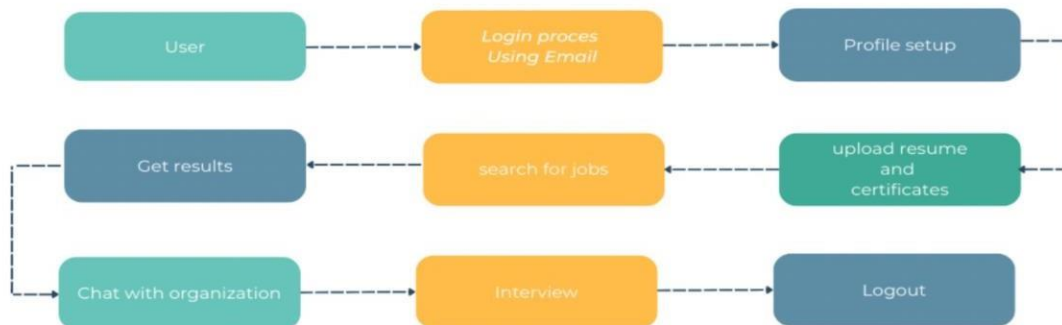 User
Login proces
Using Email
Profile setup
upload resume
and
certificates
search for jobs
Get results
Chat with organization
Interview
Logout